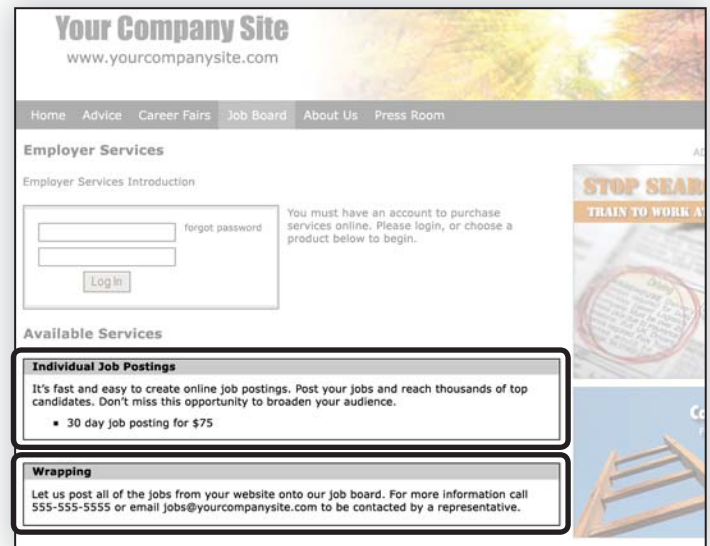 Your Company Site
www.yourcompanysite.com
Home Advice Career Fairs Job Board About Us Press Room
Employer Services
Employer Services Introduction
forgot password
Log In
You must have an account to purchase
services online. Please login, or choose a
product below to begin.
STOP
TRAIN TO WORK
Available Services
Individual Job Postings
It's fast and easy to create online job postings. Post your jobs and reach thousands of top
candidates. Don't miss this opportunity to broaden your audience.
▪ 30 day job posting for $75
Wrapping
Let us post all of the jobs from your website onto our job board. For more information call
555-555-5555 or email jobs@yourcompanysite.com to be contacted by a representative.